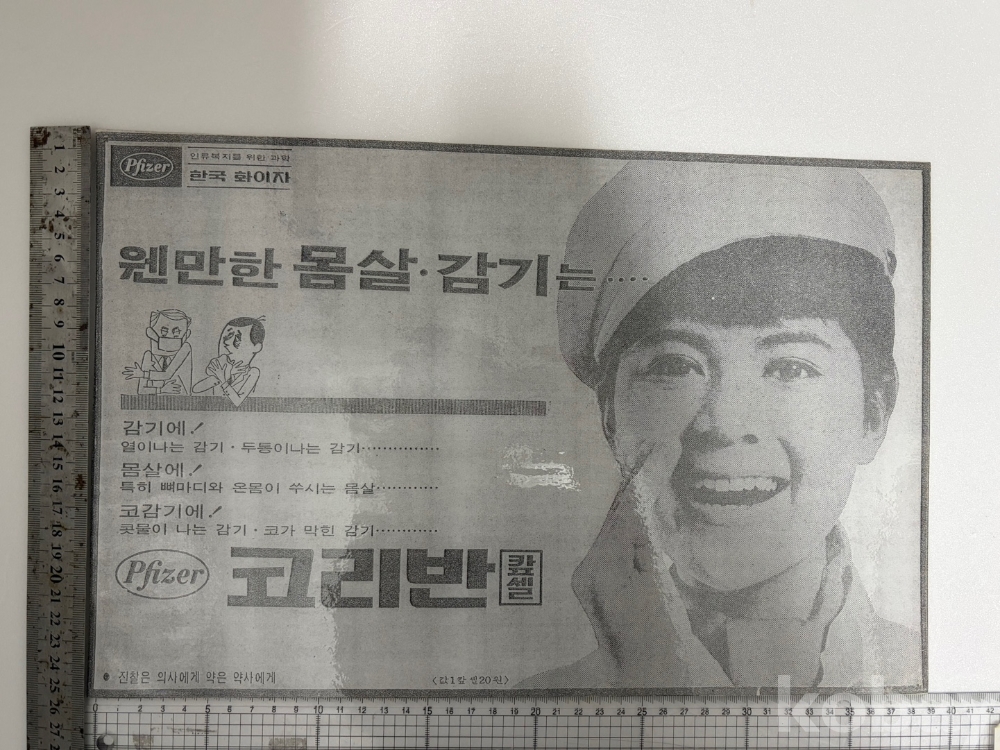 Pfizer
인류복지를 위한 과학
한국 화이자
웬만한 몸살·감기는·····
감기에!
열이나는 감기·두통이나는 감기··············
몸살에!
특히 뼈마디와 온몸이 쑤시는 몸살············
코감기에!
콧물이 나는 감기·코가 막힌 감기············
Pfizer 코리반 캅셀
● 진찰은 의사에게 약은 약사에게